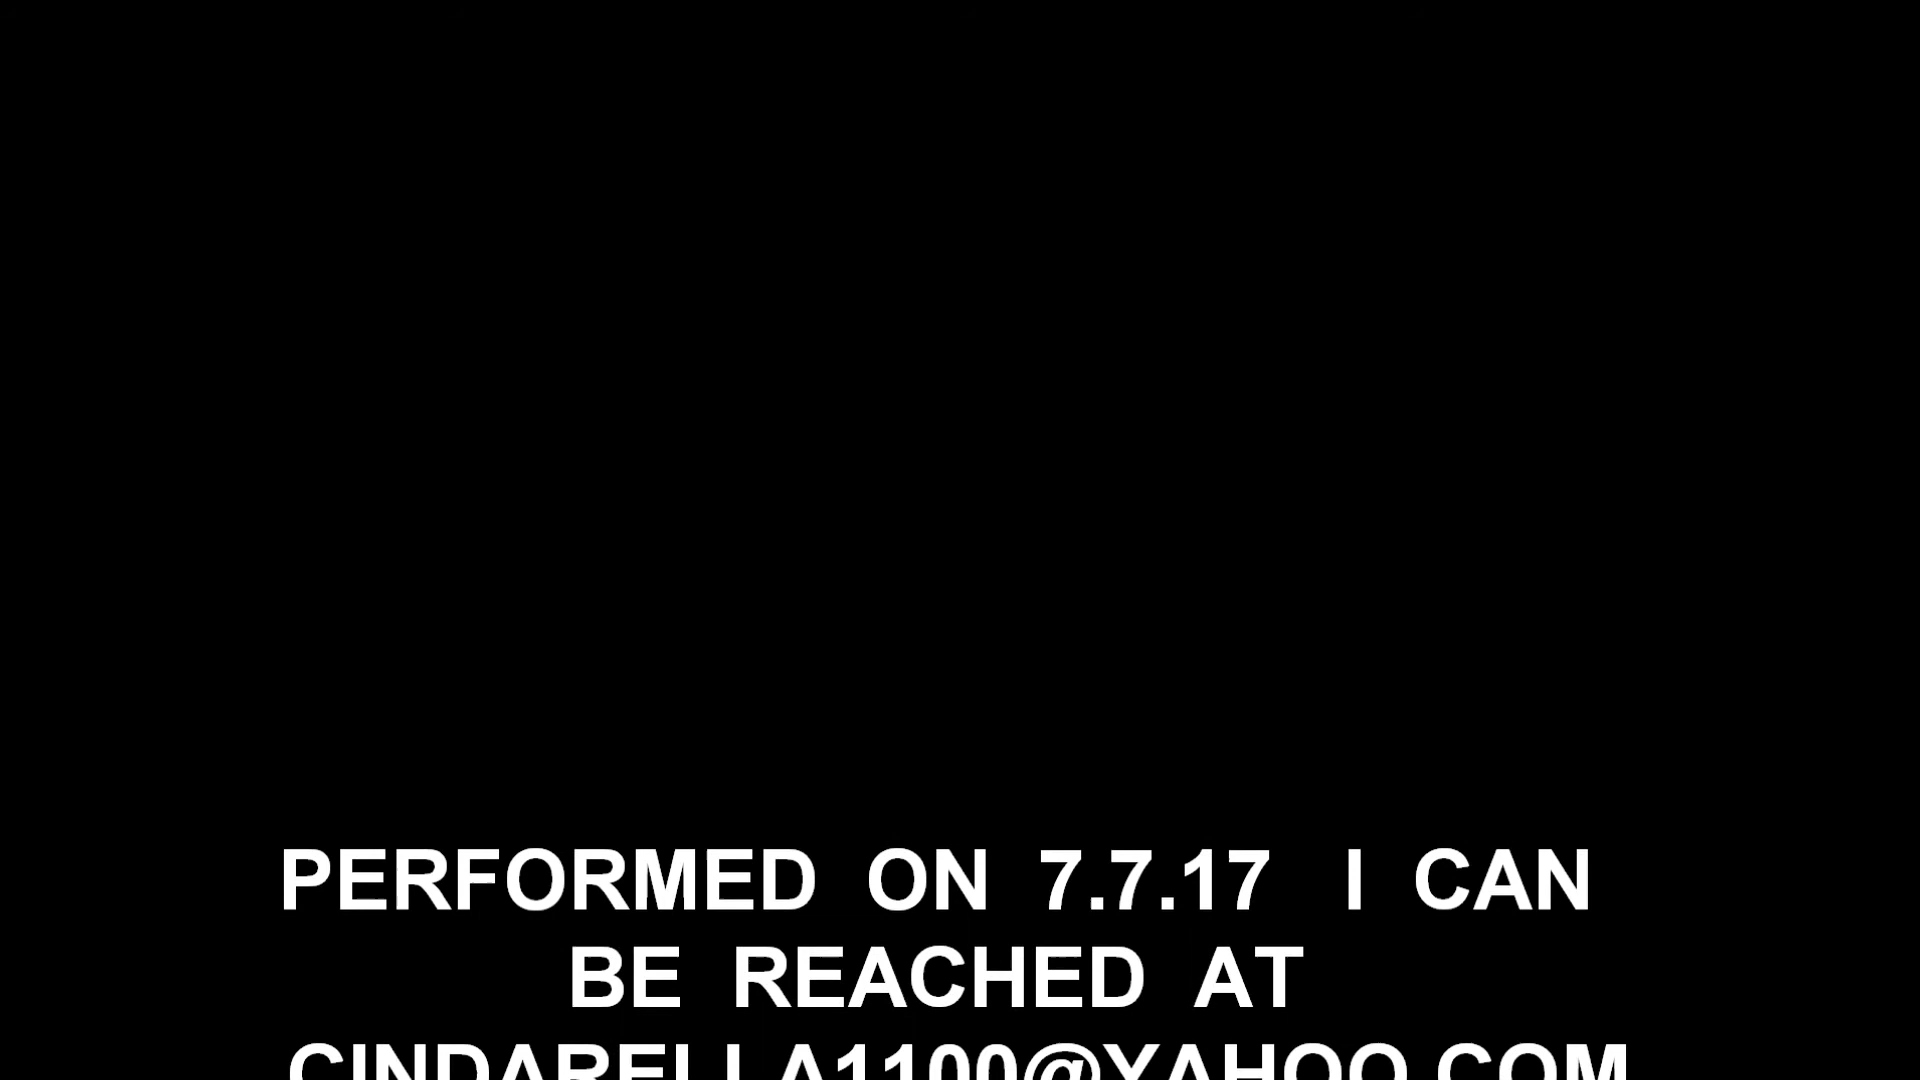 PERFORMED ON 7.7.17 I CAN
BE REACHED AT
CINDARELLA1100@YAHOO.COM